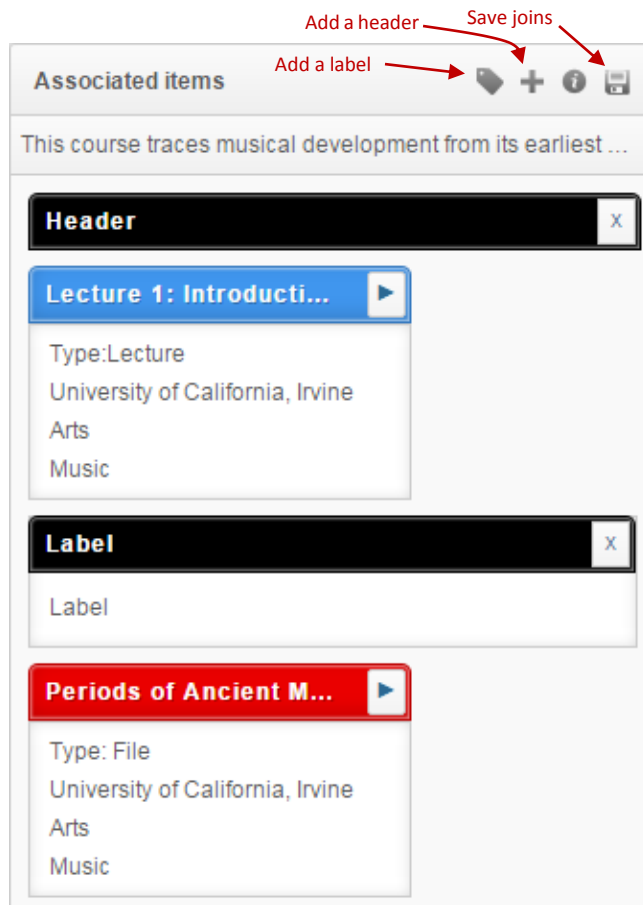 Add a header
Save joins
Add a label
Associated items
This course traces musical development from its earliest ...
Header
x
Lecture 1: Introducti...
Type:Lecture
University of California, Irvine
Arts
Music
Label
x
Label
Periods of Ancient M...
Type: File
University of California, Irvine
Arts
Music